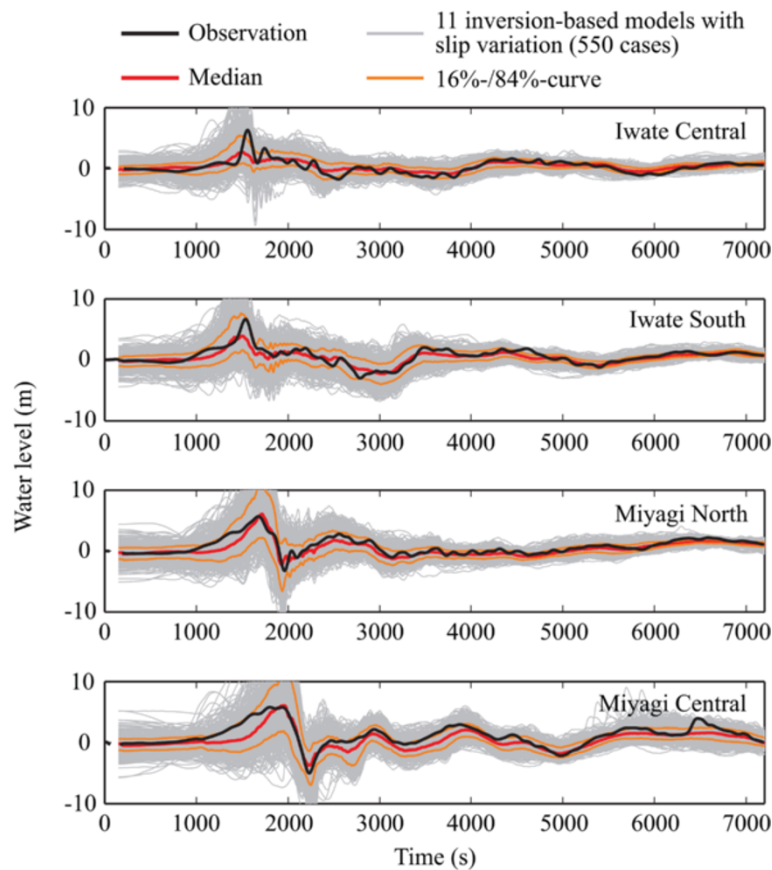 Observation
11 inversion-based models with
slip variation (550 cases)
Median
16%-/84%-curve
10
0
-10
Iwate Central
0 1000 2000 3000 4000 5000 6000 7000
10
0
-10
Iwate South
0 1000 2000 3000 4000 5000 6000 7000
Water level (m)
10
0
-10
Miyagi North
0 1000 2000 3000 4000 5000 6000 7000
10
0
-10
Miyagi Central
0 1000 2000 3000 4000 5000 6000 7000
Time (s)